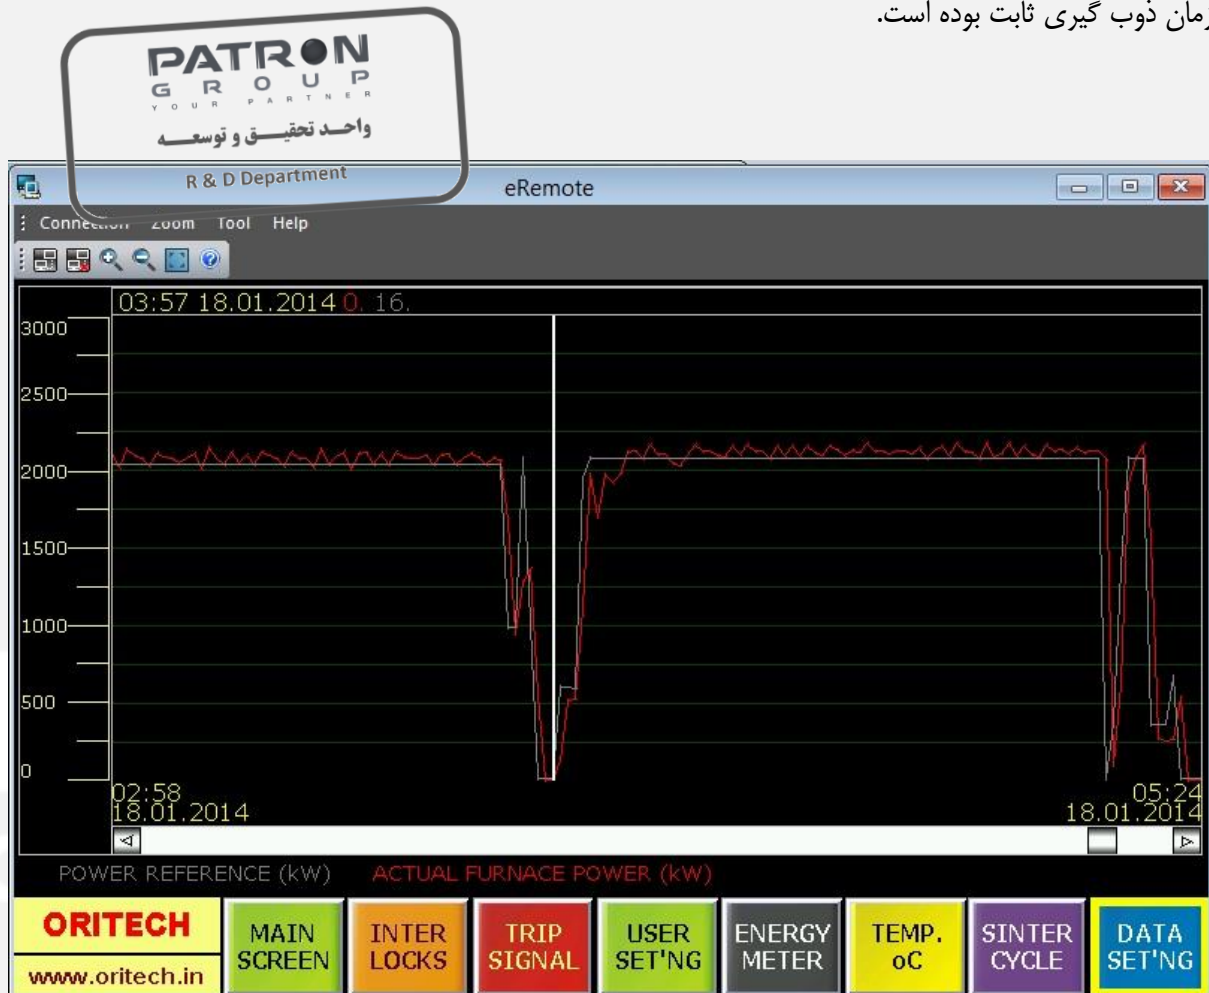 زمان ذوب گیری ثابت بوده است.
PATRON
GROUP
YOUR PARTNER
واحد تحقیق و توسعه
R & D Department
eRemote
Connection Zoom Tool Help
03:57 18.01.2014 0. 16.
3000
2500
2000
1500
1000
500
0
02:58
18.01.2014
05:24
18.01.2014
POWER REFERENCE (kW) ACTUAL FURNACE POWER (kW)
ORITECH
www.oritech.in
MAIN
SCREEN
INTER
LOCKS
TRIP
SIGNAL
USER
SET'NG
ENERGY
METER
TEMP.
oC
SINTER
CYCLE
DATA
SET'NG